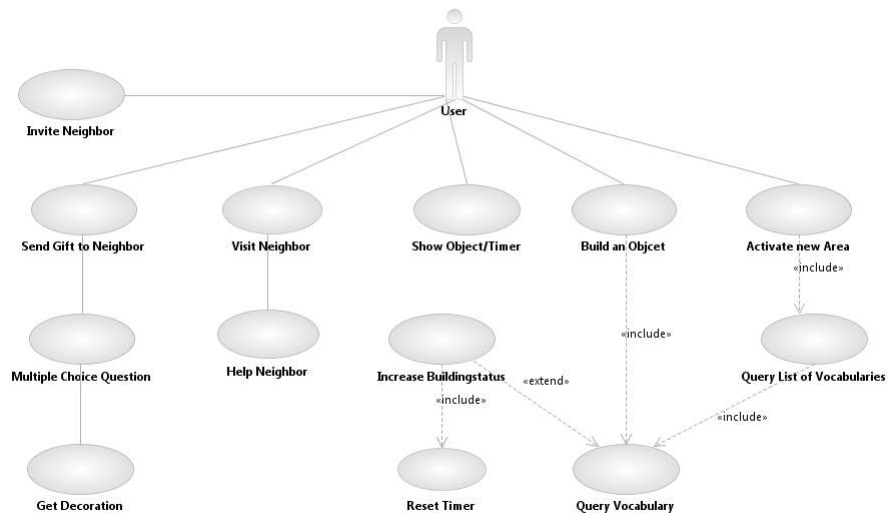 User
Invite Neighbor
Send Gift to Neighbor
Visit Neighbor
Show Object/Timer
Build an Objcet
Activate new Area
«include»
«include»
Multiple Choice Question
Help Neighbor
Increase Buildingstatus
Query List of Vocabularies
«extend»
«include»
«include»
Get Decoration
Reset Timer
Query Vocabulary